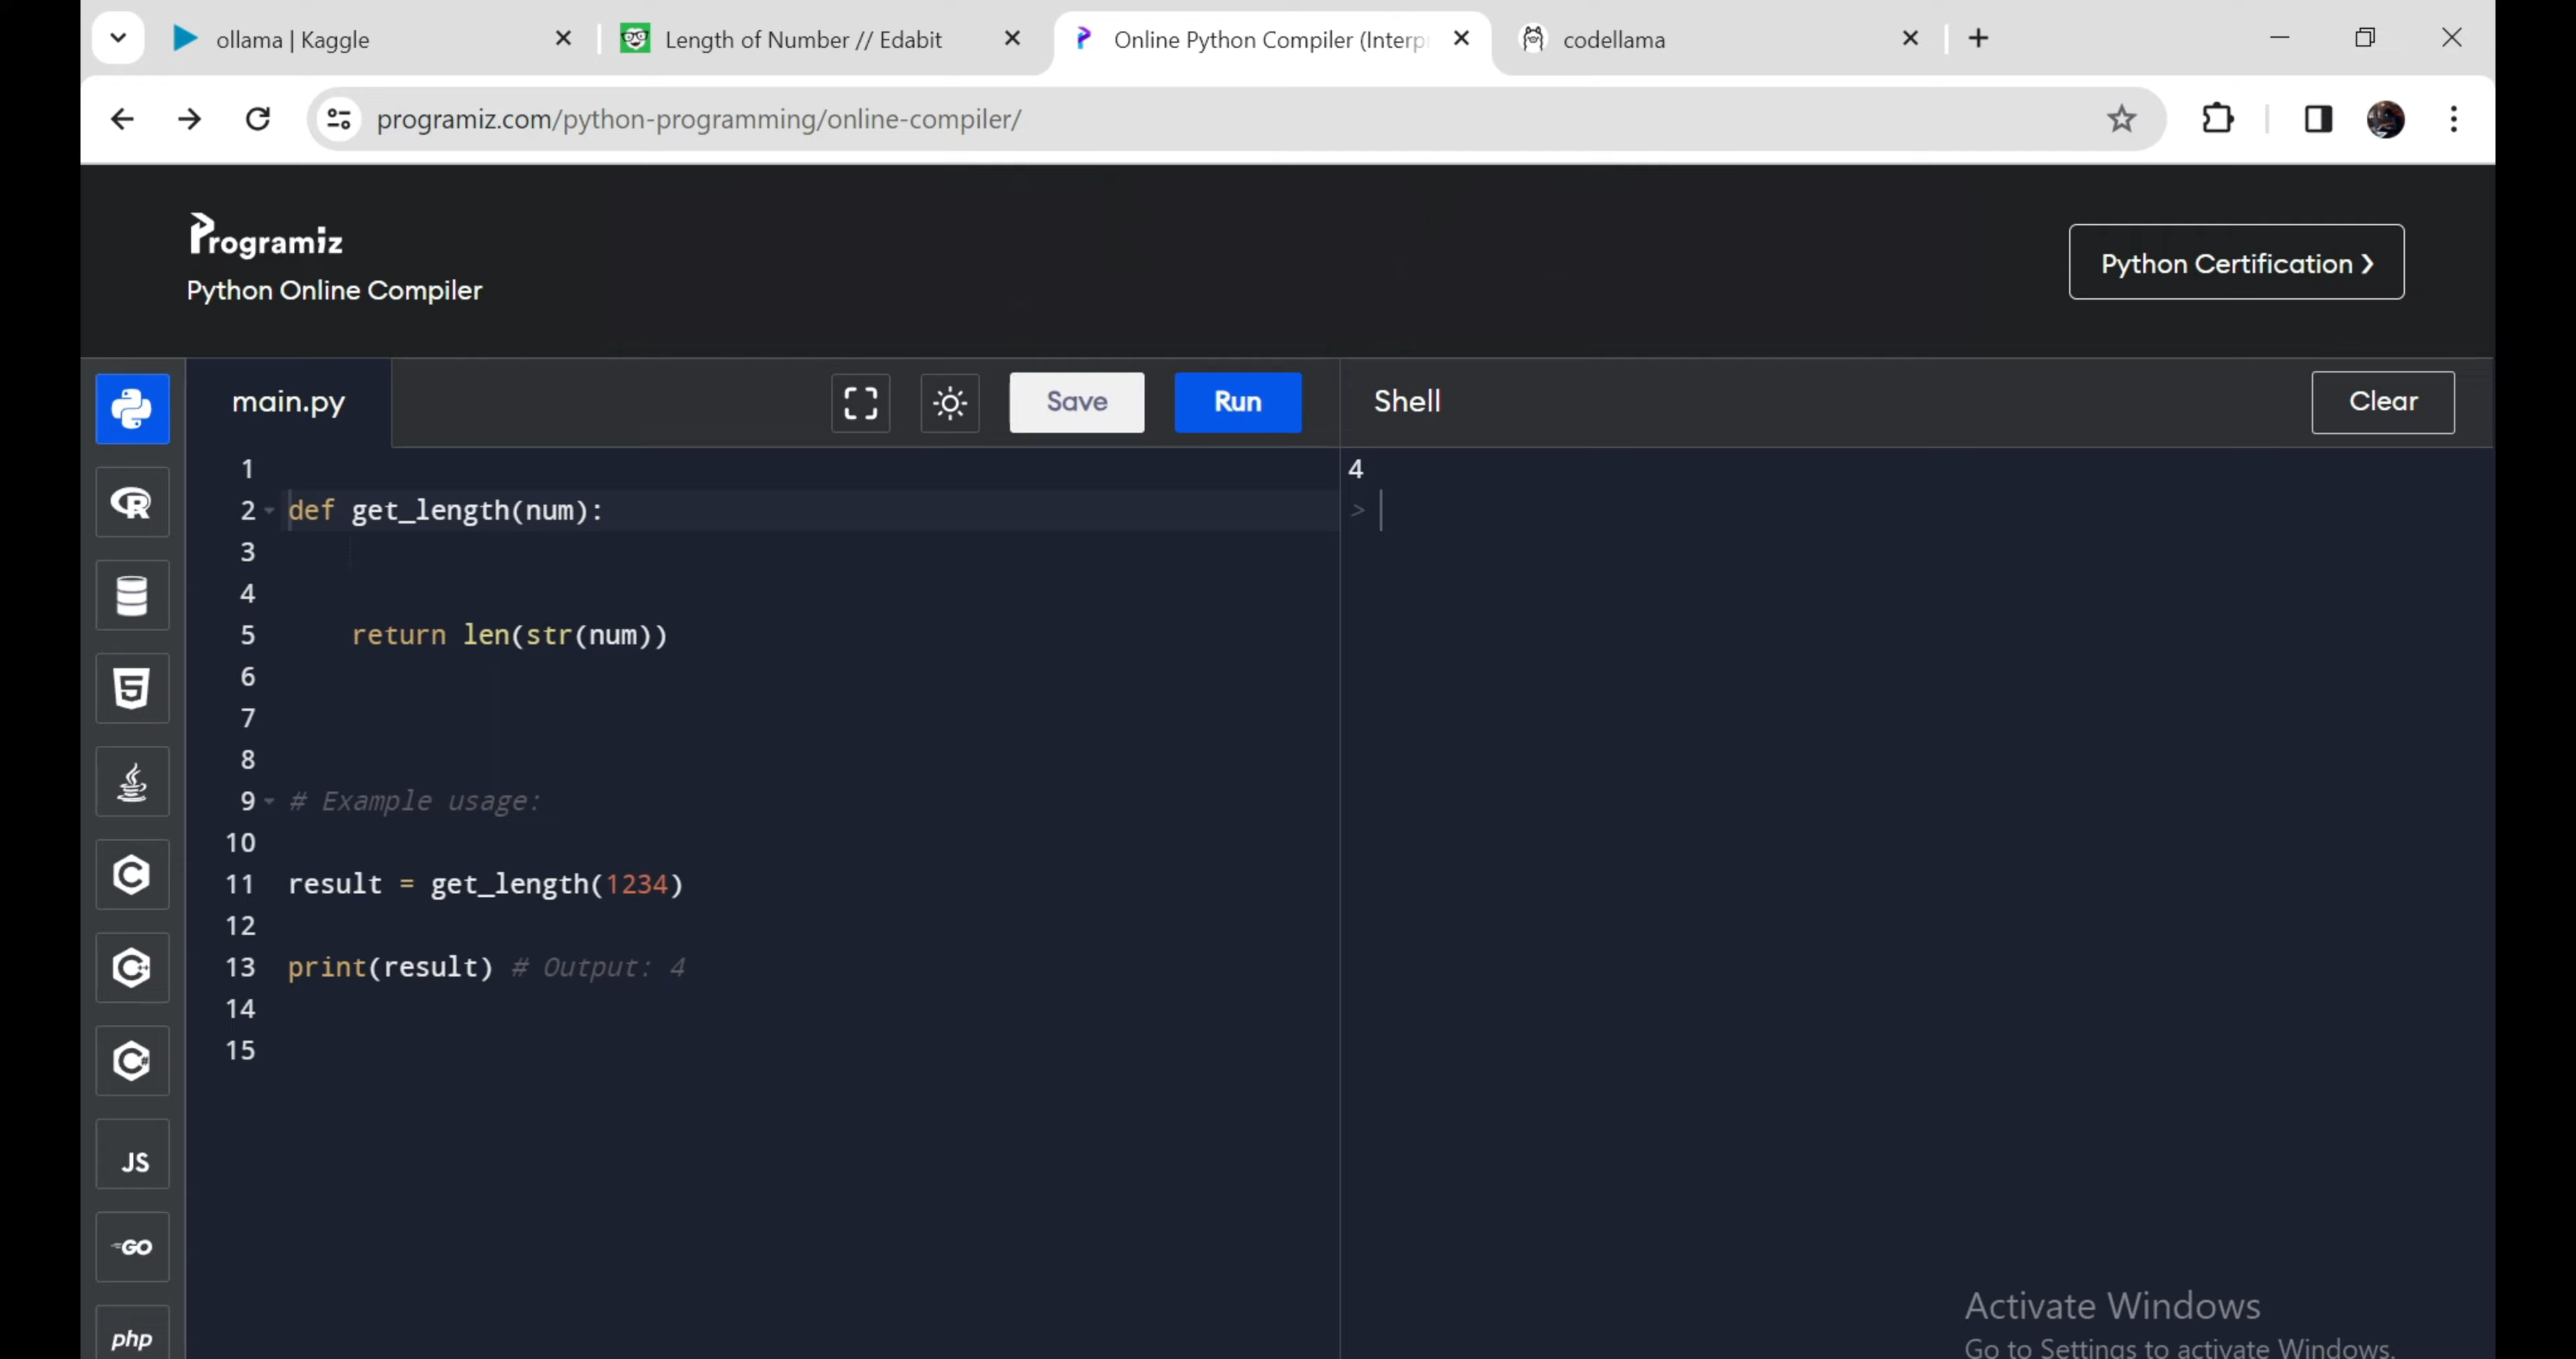 ollama | Kaggle
Length of Number // Edabit
Online Python Compiler (Interp
codellama
programiz.com/python-programming/online-compiler/
Programiz
Python Online Compiler
Python Certification
main.py
Save
Run
Shell
Clear
1
2 def get_length(num):
3
4
5 return len(str(num))
6
7
8
9 # Example usage:
10
11 result = get_length(1234)
12
13 print(result) # Output: 4
14
15
4
>
R
5
C
C++
C#
JS
GO
php
Activate Windows
Go to Settings to activate Windows.